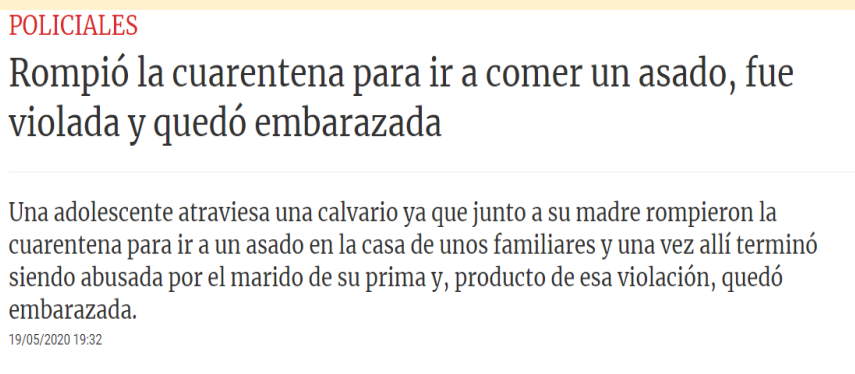 POLICIALES
Rompió la cuarentena para ir a comer un asado, fue
violada y quedó embarazada
Una adolescente atraviesa una calvario ya que junto a su madre rompieron la
cuarentena para ir a un asado en la casa de unos familiares y una vez allí terminó
siendo abusada por el marido de su prima y, producto de esa violación, quedó
embarazada.
19/05/2020 19:32